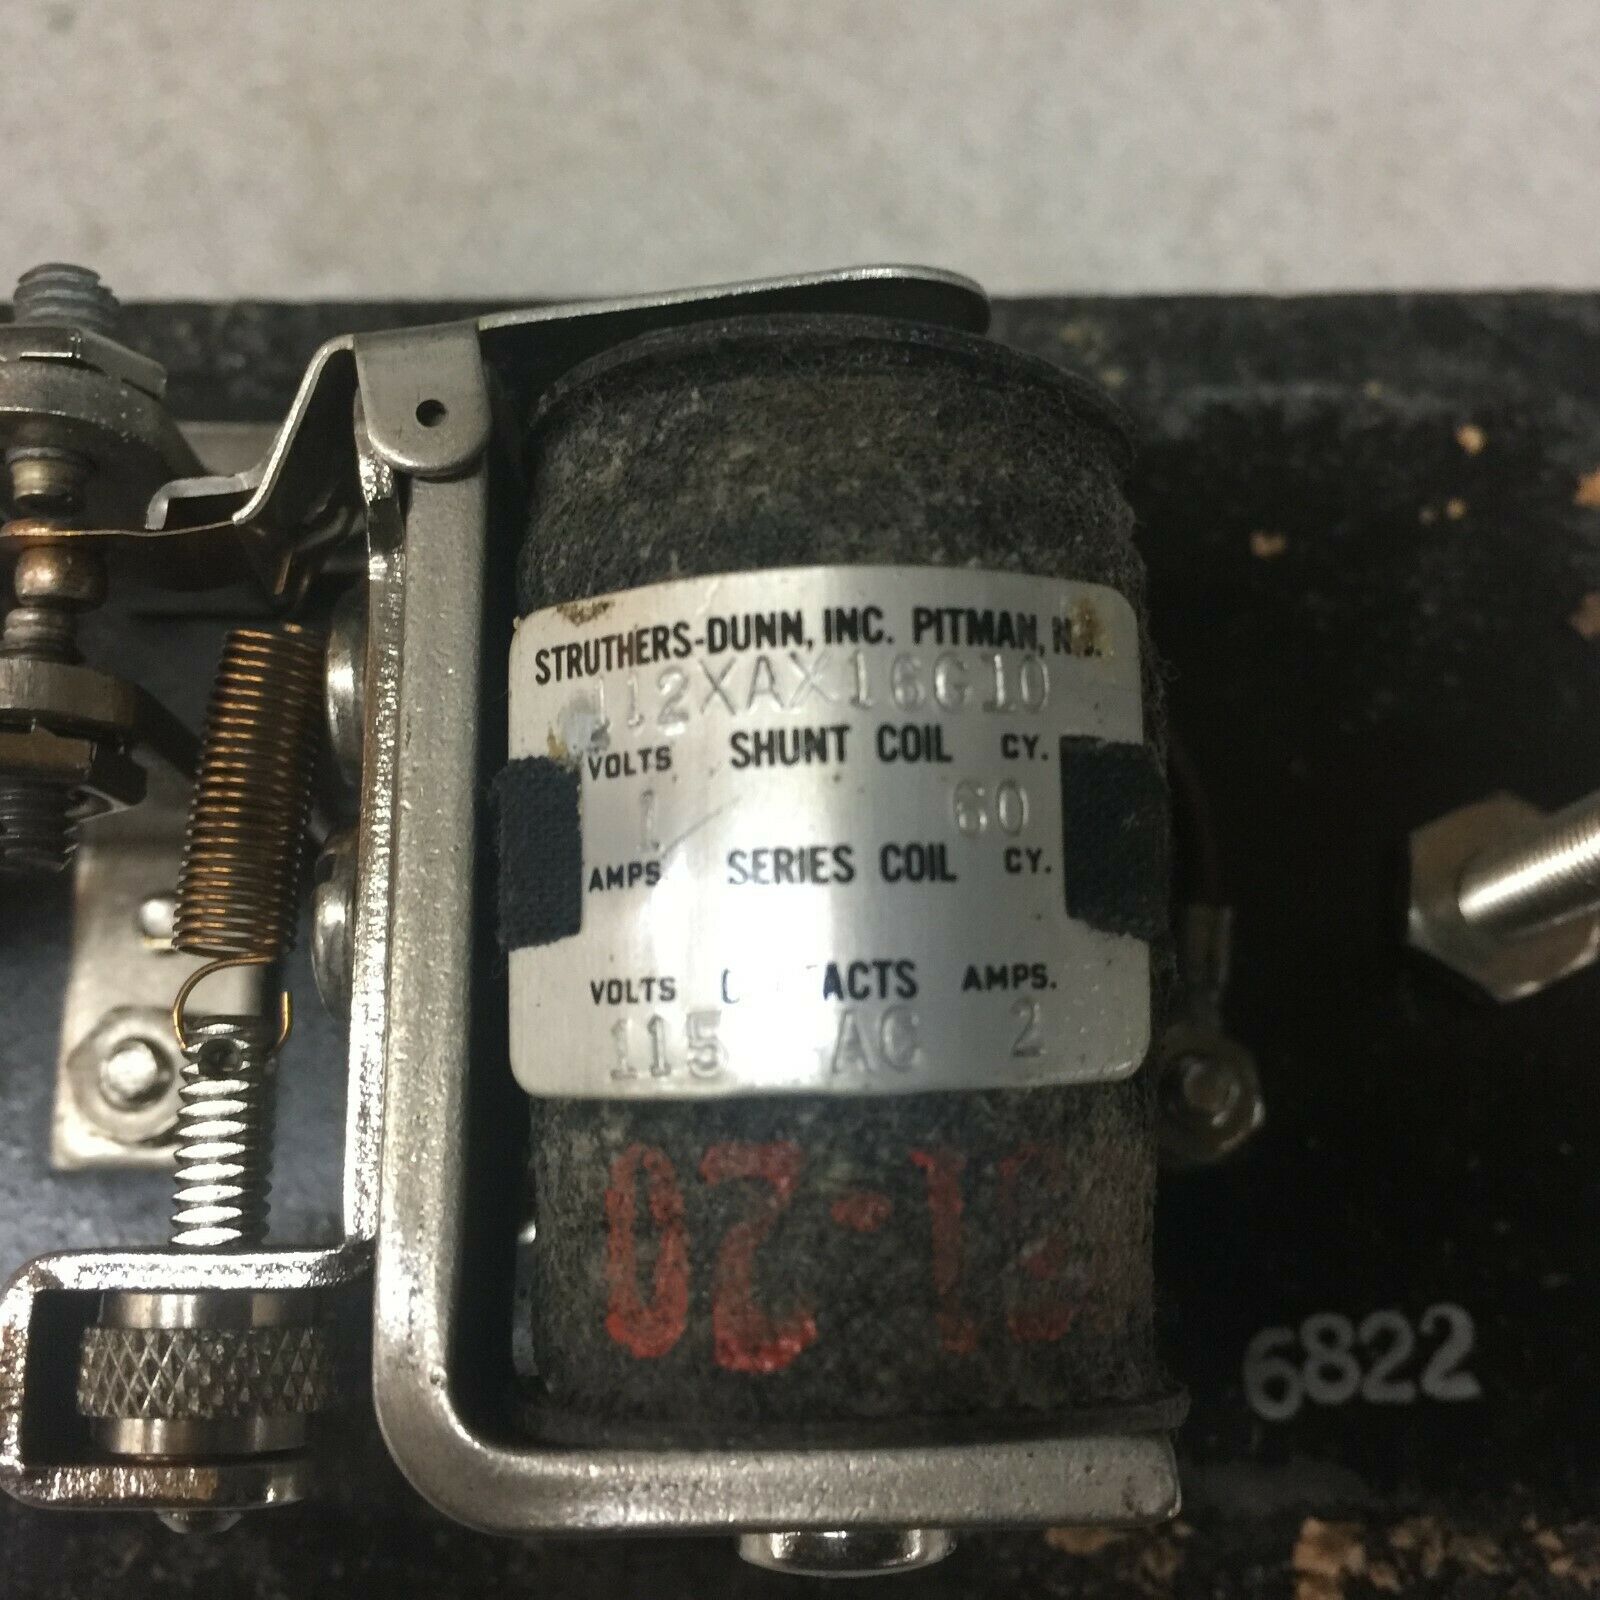 STRUTHERS-DUNN, INC. PITMAN, N.J.
112XAX16G10
VOLTS SHUNT COIL CY.
1 60
AMPS. SERIES COIL CY.
VOLTS AMPS.
115 AC 2
6822